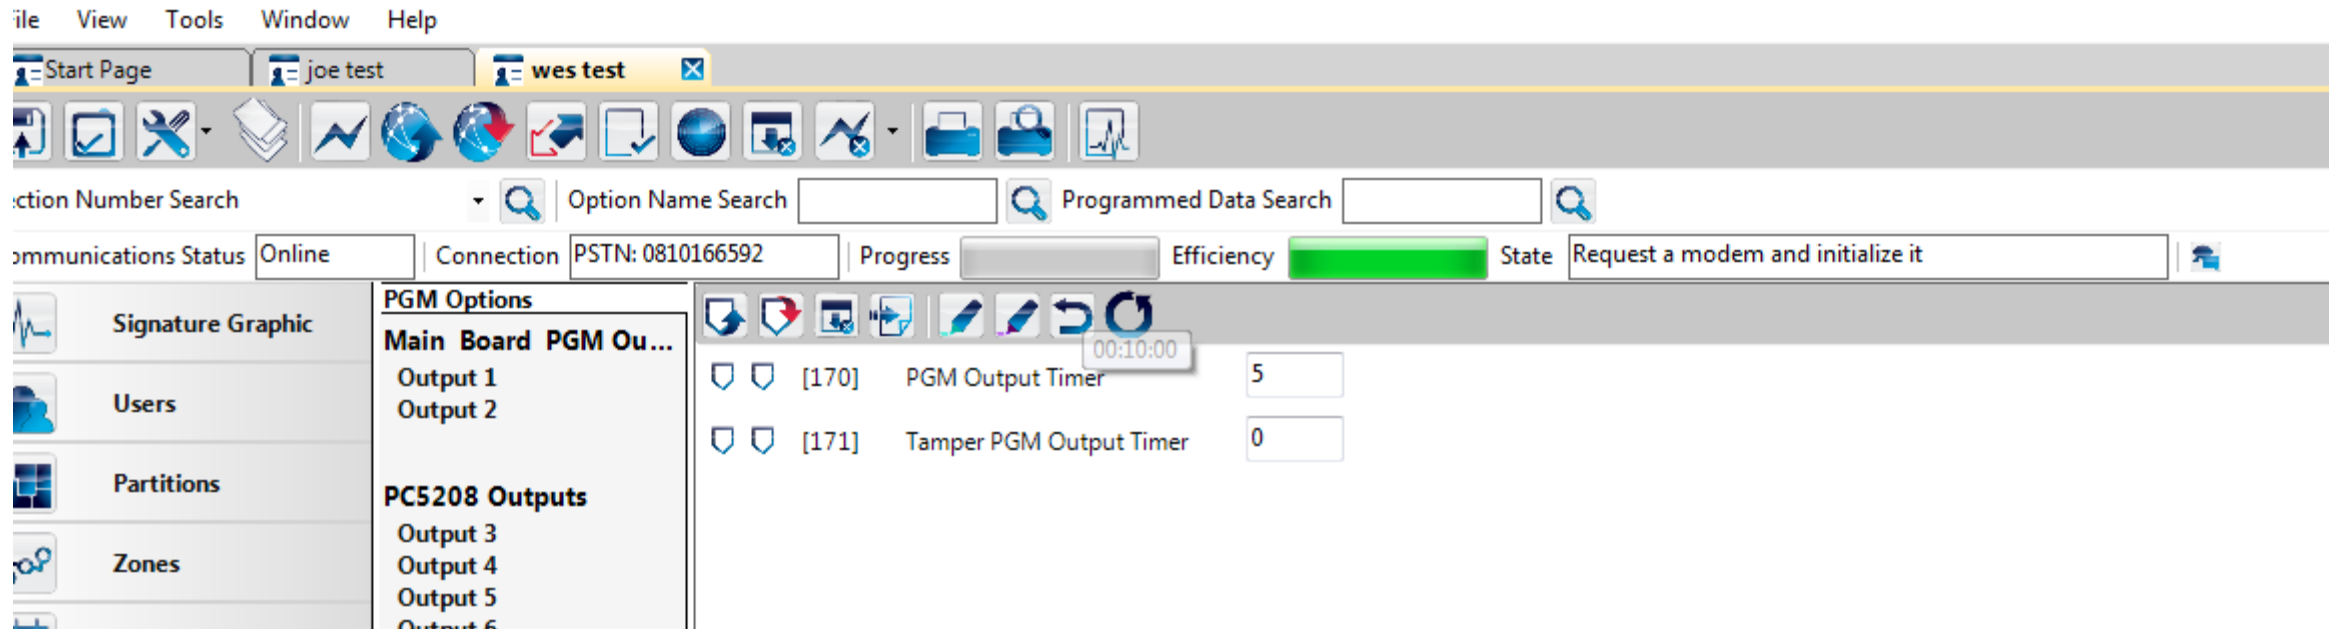 ile View Tools Window Help
Start Page joe test wes test
ction Number Search Option Name Search Programmed Data Search
ommunications Status Online Connection PSTN: 0810166592 Progress Efficiency State Request a modem and initialize it
Signature Graphic
Users
Partitions
Zones
PGM Options
Main Board PGM Ou...
Output 1
Output 2
PC5208 Outputs
Output 3
Output 4
Output 5
Output 6
00:10:00
[170] PGM Output Timer 5
[171] Tamper PGM Output Timer 0